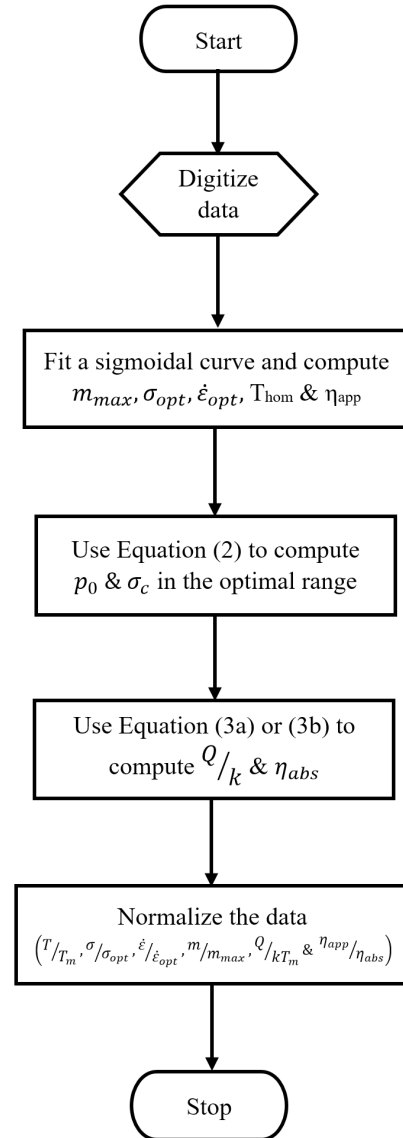 Start
Digitize
data
Fit a sigmoidal curve and compute
m_max, σ_opt, ε̇_opt, T_hom & η_app
Use Equation (2) to compute
p₀ & σ_c in the optimal range
Use Equation (3a) or (3b) to
compute Q/k & η_abs
Normalize the data
(T/T_m, σ/σ_opt, ε̇/ε̇_opt, m/m_max, Q/kT_m & η_app/η_abs)
Stop